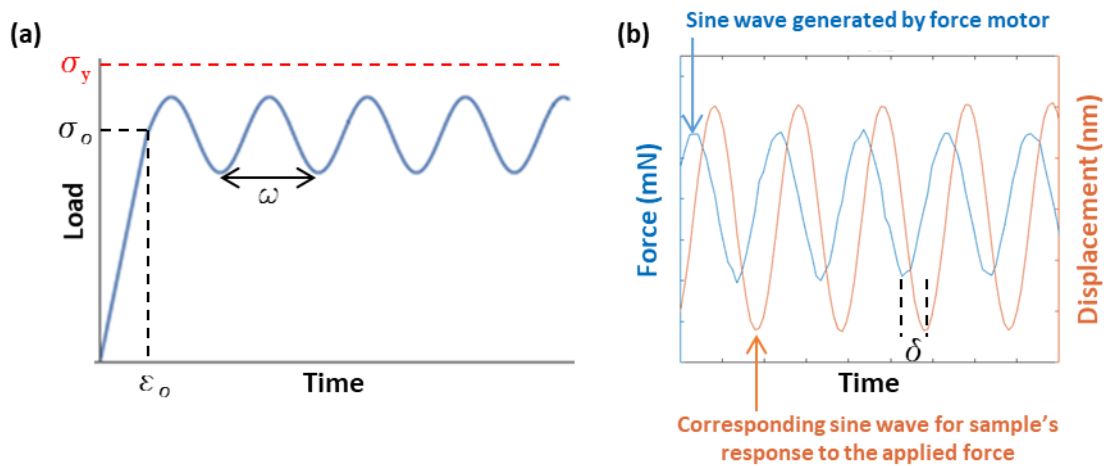 (a)
σy
σo
Load
ω
εo
Time
(b)
Sine wave generated by force motor
Force (mN)
Displacement (nm)
δ
Time
Corresponding sine wave for sample's
response to the applied force